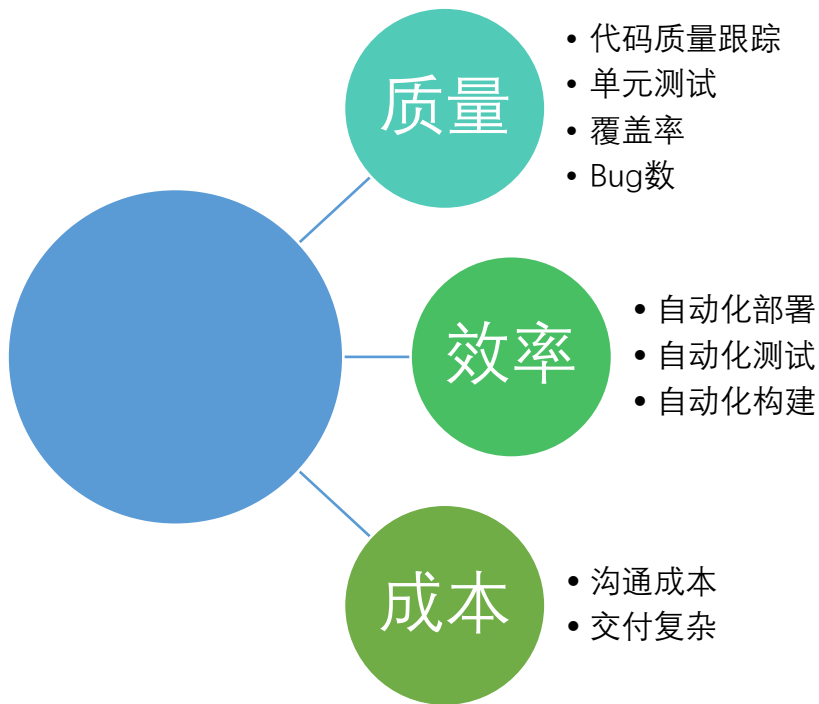 质量
• 代码质量跟踪
• 单元测试
• 覆盖率
• Bug数
效率
• 自动化部署
• 自动化测试
• 自动化构建
成本
• 沟通成本
• 交付复杂